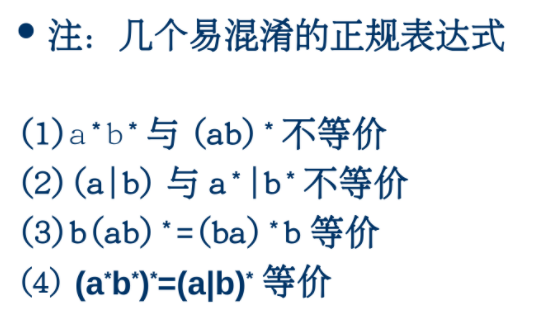 • 注：几个易混淆的正规表达式
(1)a*b*与 (ab) *不等价
(2)(a|b) 与 a*|b*不等价
(3)b(ab) *=(ba) *b 等价
(4) (a*b*)*=(a|b)* 等价